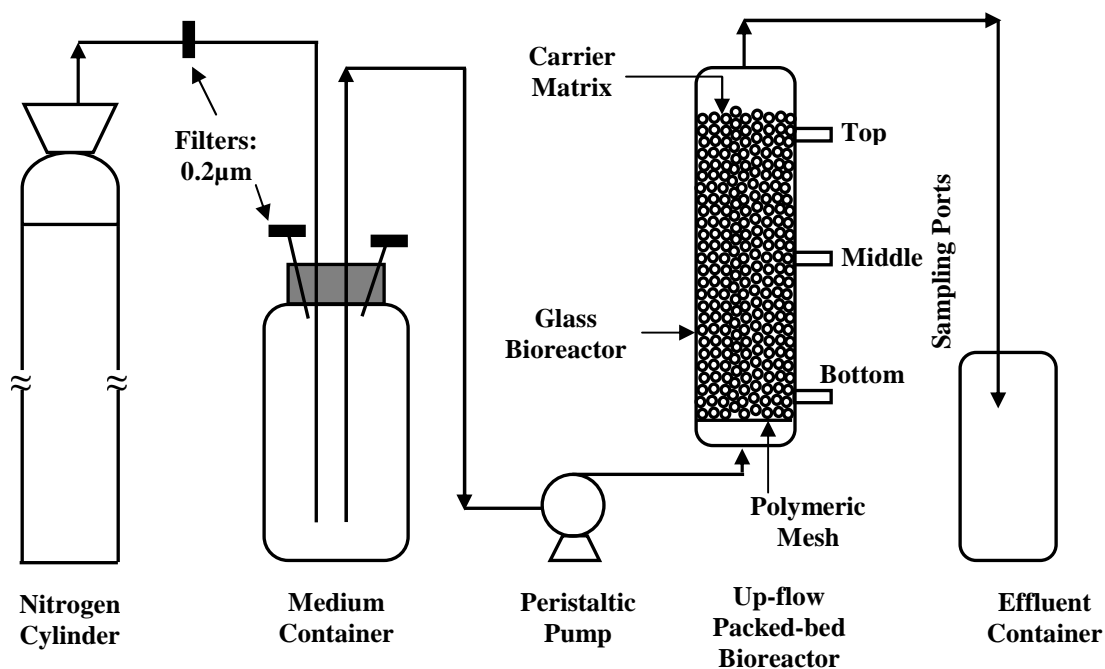 Carrier
Matrix
Filters:
0.2µm
Top
Middle
Sampling Ports
Glass
Bioreactor
Bottom
Polymeric
Mesh
Nitrogen
Cylinder
Medium
Container
Peristaltic
Pump
Up-flow
Packed-bed
Bioreactor
Effluent
Container